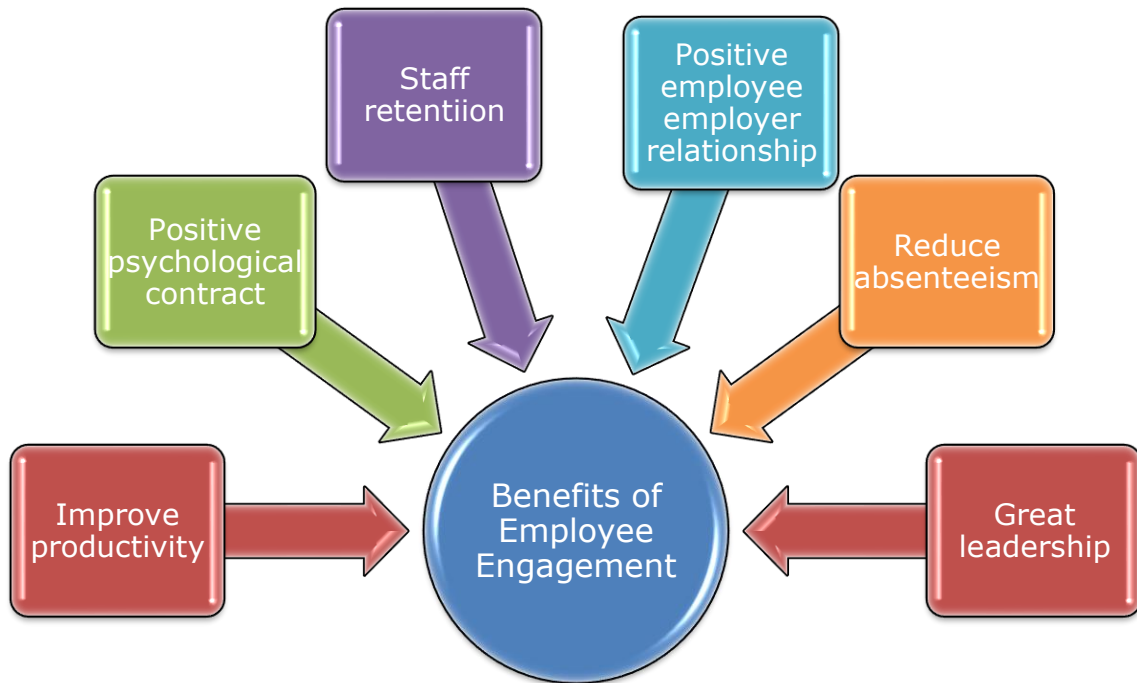 Staff
retentiion
Positive
employee
employer
relationship
Positive
psychological
contract
Reduce
absenteeism
Improve
productivity
Benefits of
Employee
Engagement
Great
leadership